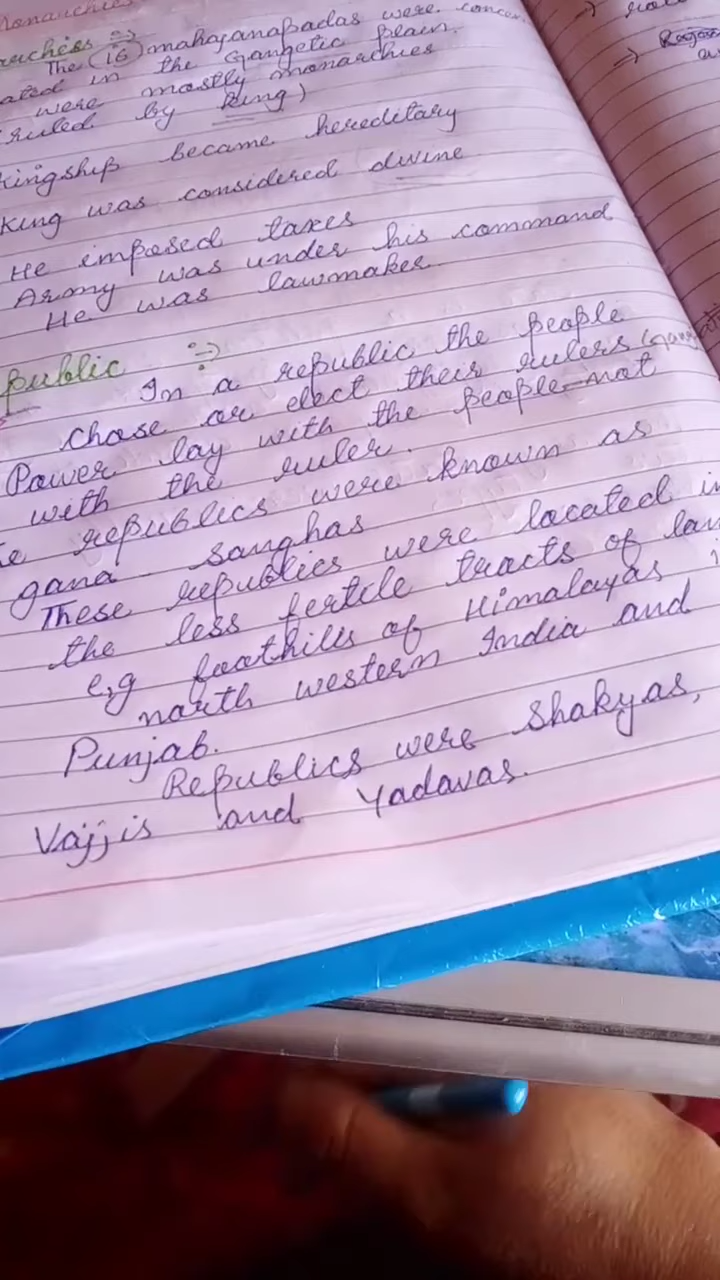 Monarchies
archies ⇒
The (16) mahajanapadas were concen
ated in the Gangetic plain.
were mostly monarchies
(ruled by king)
kingship became hereditary
King was considered divine
He imposed taxes
Army was under his command
He was lawmaker
public ÷>
In a republic the people
chose or elect their rulers
Power lay with the people not
with the ruler.
republics were known as
gana sanghas
These republics were located in
the less fertile tracts of lan
e,g foothills of Himalayas i
north western India and
Punjab.
Republics were Shakyas,
Vajjis and Yadavas.